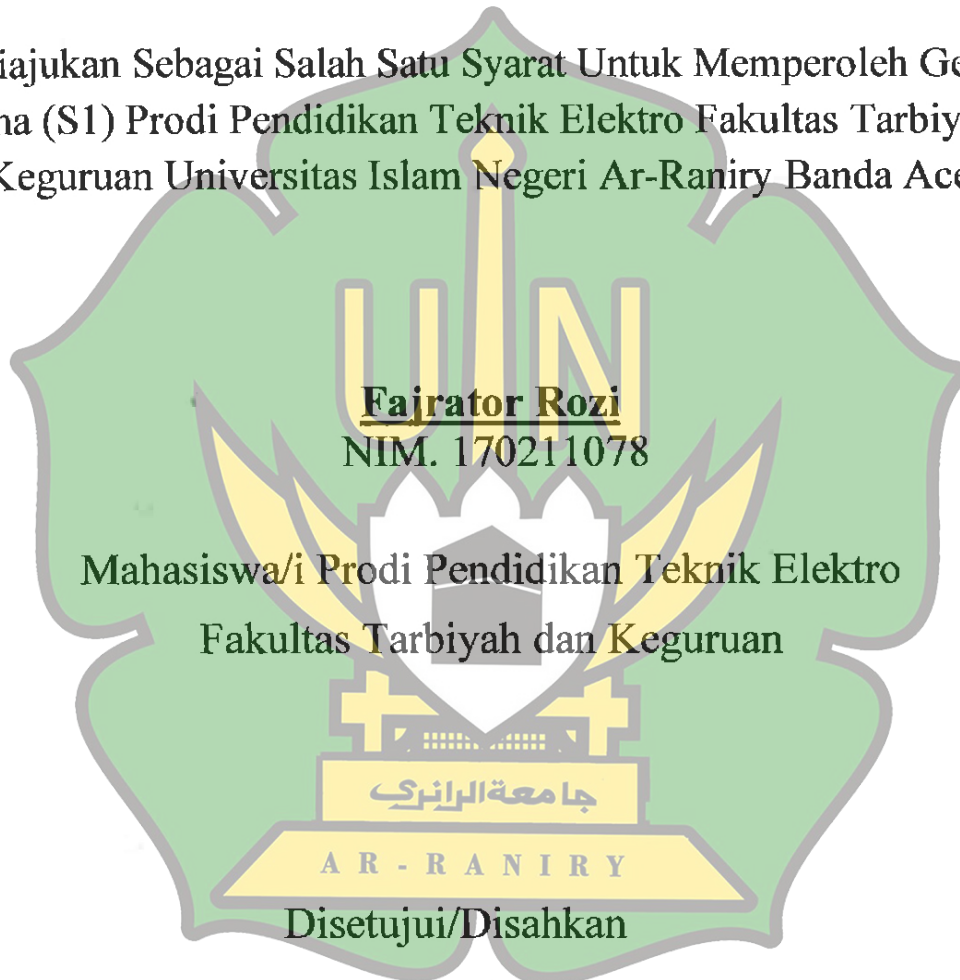 iajukan Sebagai Salah Satu Syarat Untuk Memperoleh Ge
na (S1) Prodi Pendidikan Teknik Elektro Fakultas Tarbiy
Keguruan Universitas Islam Negeri Ar-Raniry Banda Ace
UIN
Fajrator Rozi
NIM. 170211078
Mahasiswa/i Prodi Pendidikan Teknik Elektro
Fakultas Tarbiyah dan Keguruan
جامعة الرانري
AR-RANIRY
Disetujui/Disahkan